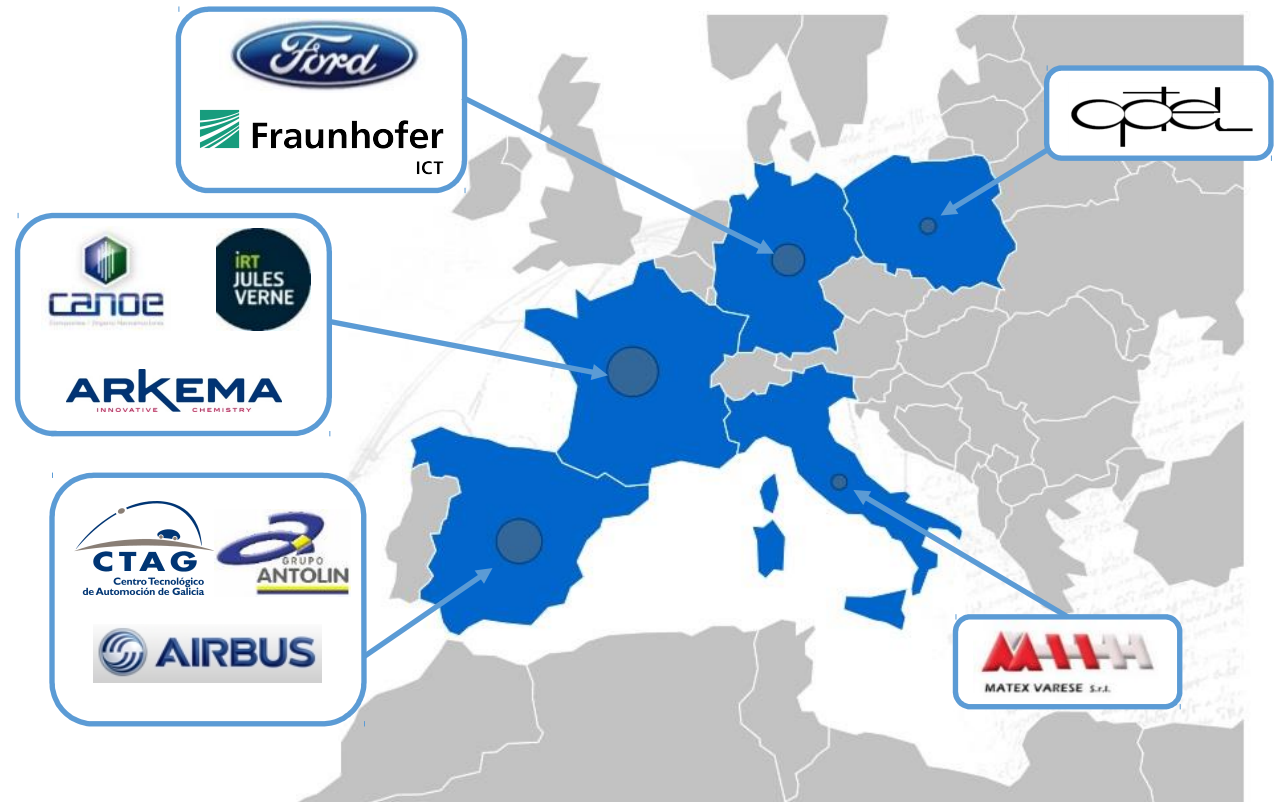 Ford
Fraunhofer
ICT
optel
canoe
iRT
JULES
VERNE
ARKEMA
INNOVATIVE CHEMISTRY
CTAG
Centro Tecnológico
de Automoción de Galicia
GRUPO
ANTOLIN
AIRBUS
MATEX VARESE S.r.l.